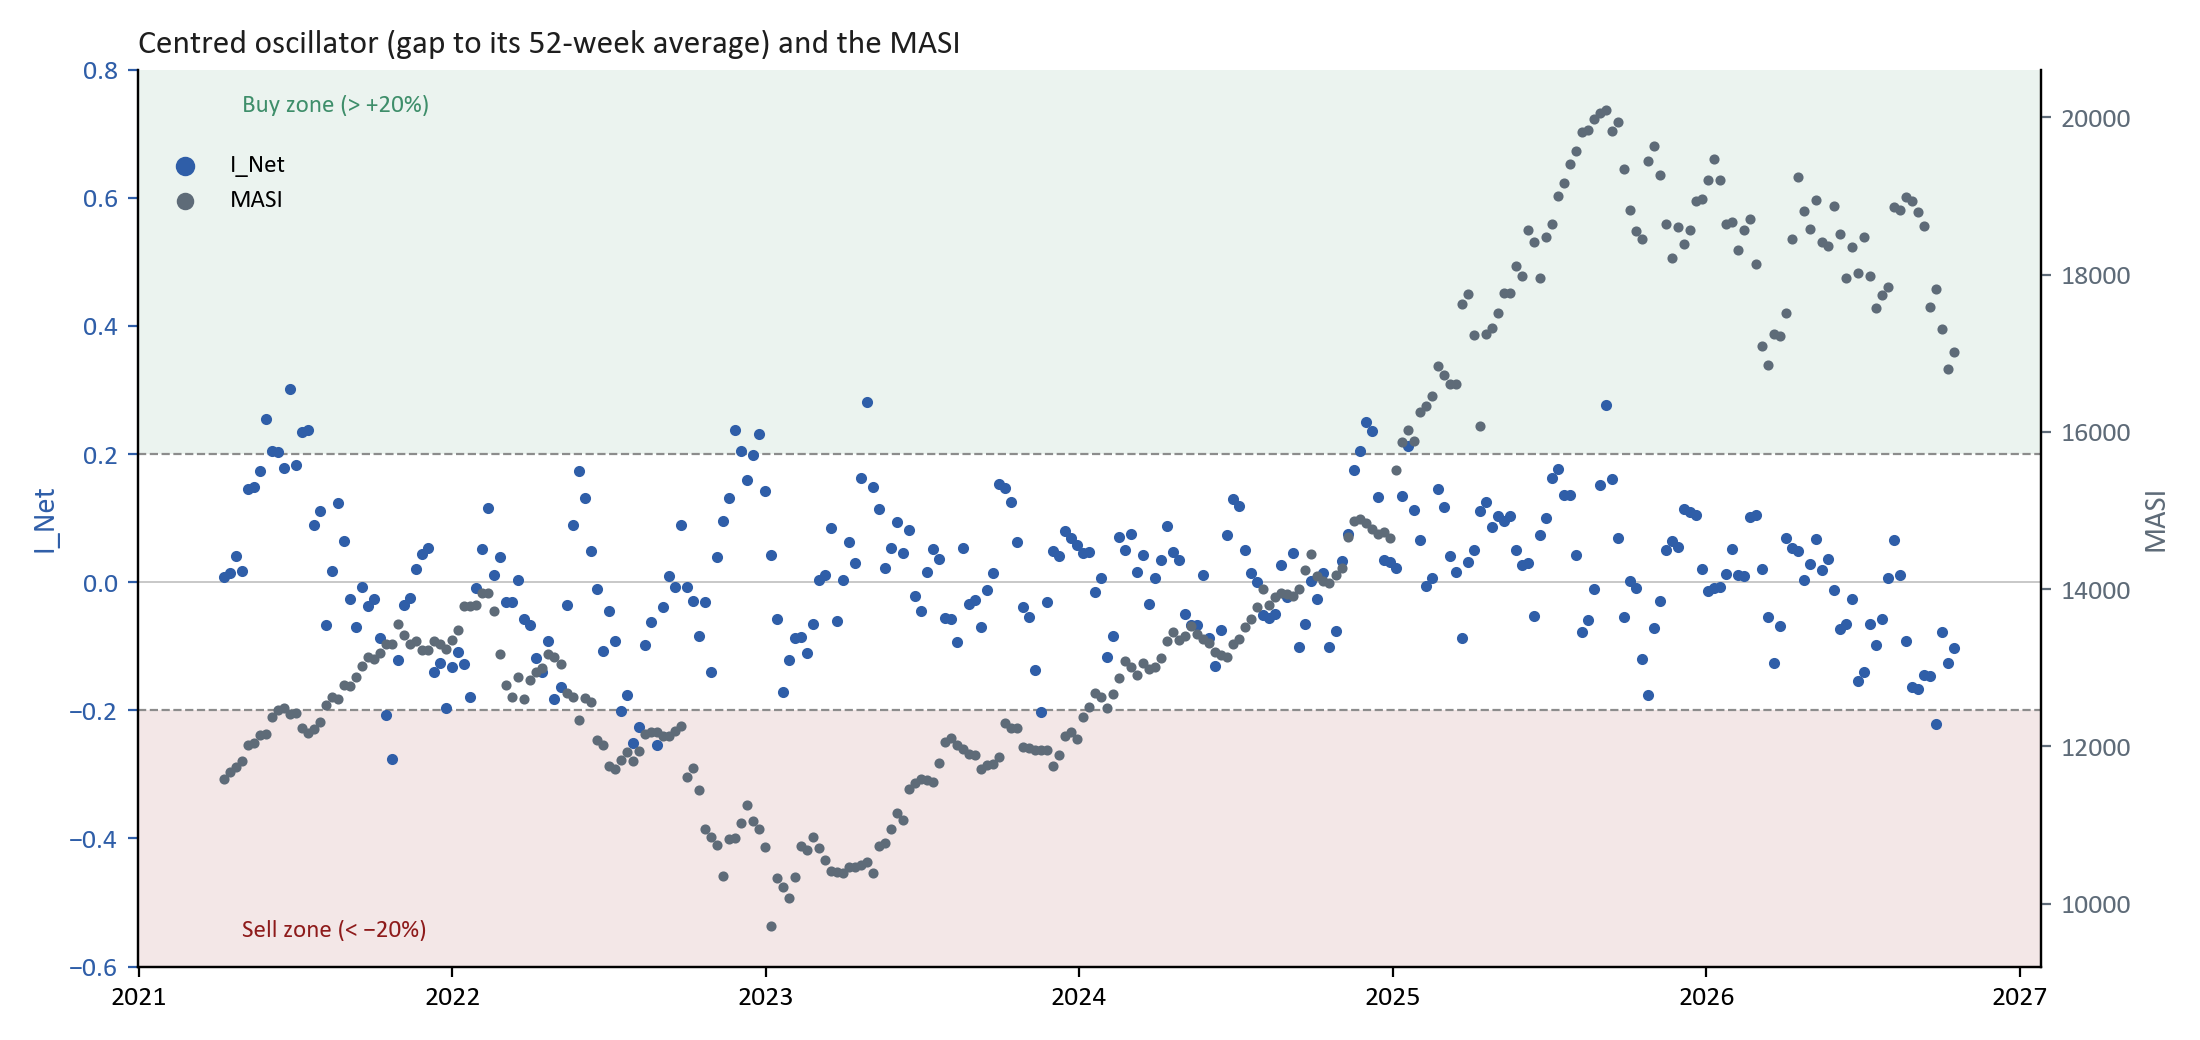 Centred oscillator (gap to its 52-week average) and the MASI
0.8
0.6
0.4
0.2
0.0
−0.2
−0.4
−0.6
I_Net
Buy zone (> +20%)
I_Net
MASI
Sell zone (< −20%)
20000
18000
16000
14000
12000
10000
MASI
2021 2022 2023 2024 2025 2026 2027